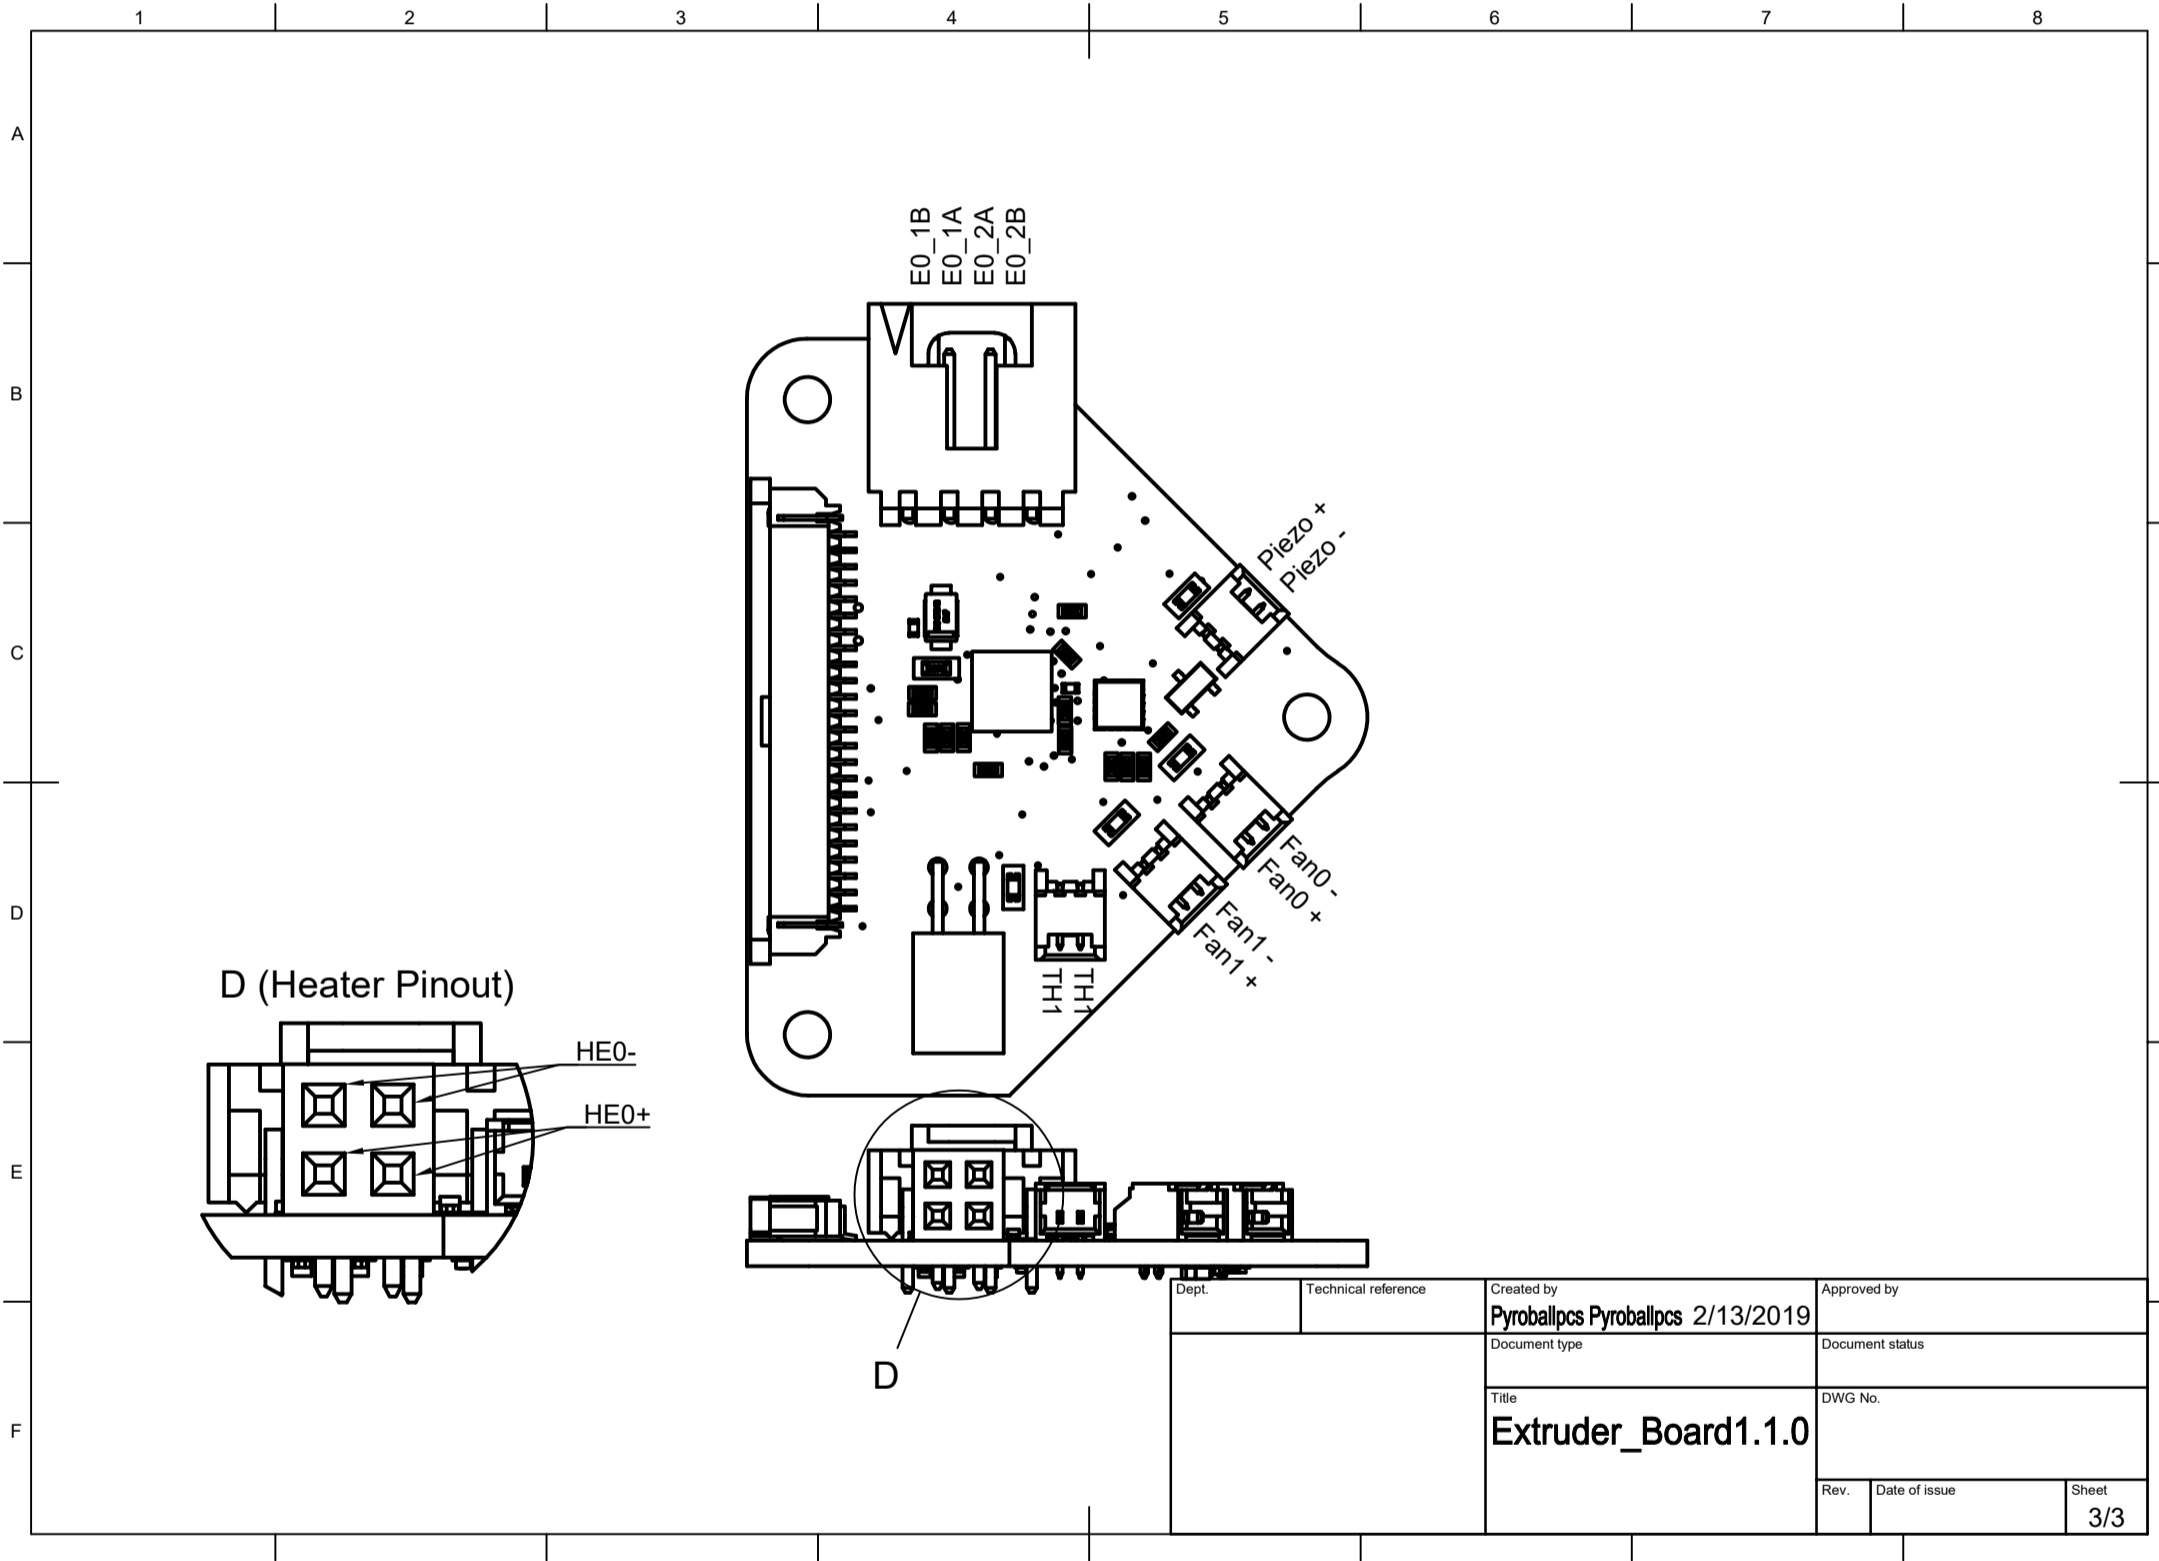 1 2 3 4 5 6 7 8
A
B
C
D
E
F
E0_1B
E0_1A
E0_2A
E0_2B
Piezo +
Piezo -
Fan0 -
Fan0 +
Fan1 -
Fan1 +
TH1
TH1
D (Heater Pinout)
HE0-
HE0+
D
Dept.
Technical reference
Created by
Pyroballpcs Pyroballpcs 2/13/2019
Approved by
Document type
Document status
Title
Extruder_Board1.1.0
DWG No.
Rev.
Date of issue
Sheet
3/3